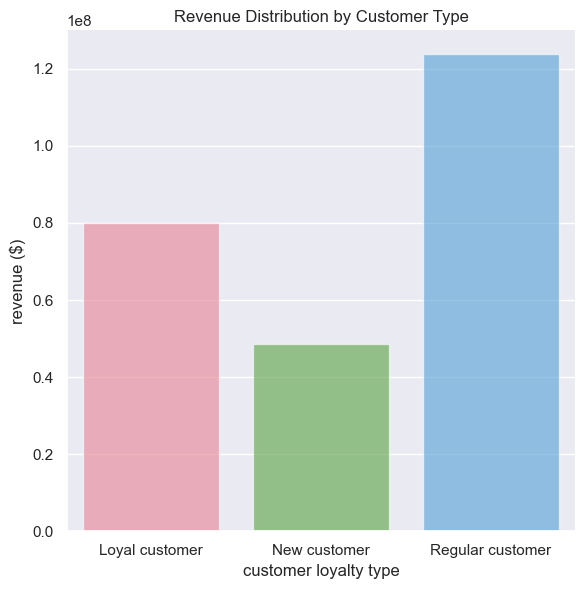 Revenue Distribution by Customer Type
1e8
1.2
1.0
0.8
0.6
0.4
0.2
0.0
revenue ($)
Loyal customer New customer Regular customer
customer loyalty type